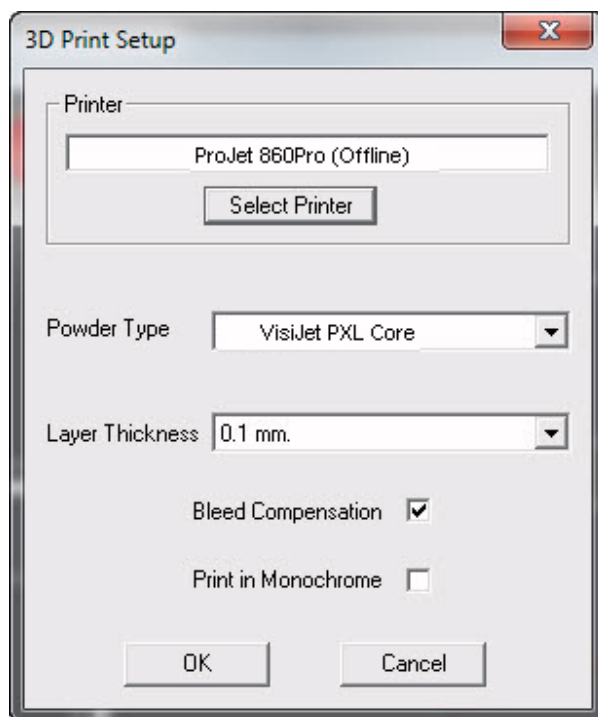 3D Print Setup
Printer
ProJet 860Pro (Offline)
Select Printer
Powder Type VisiJet PXL Core
Layer Thickness 0.1 mm.
Bleed Compensation
Print in Monochrome
OK Cancel